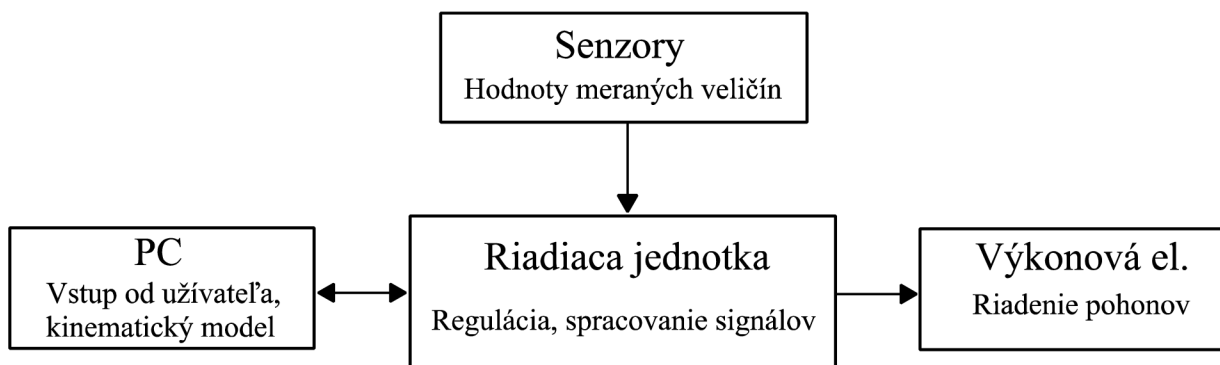 Senzory
Hodnoty meraných veličín
PC
Vstup od užívateľa,
kinematický model
Riadiaca jednotka
Regulácia, spracovanie signálov
Výkonová el.
Riadenie pohonov